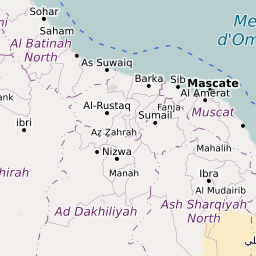 Sohar
Me
d'Om
Saham
Al Batinah
North
As Suwaiq
Barka
Sib
Mascate
ank
Al-Rustaq
Fanja
Al Amerat
Sumail
Muscat
ibri
Az Zahrah
Nizwa
Mahalih
hirah
Manah
Ibra
Al Mudairib
Ad Dakhiliyah
Ash Sharqiyah
North
لي